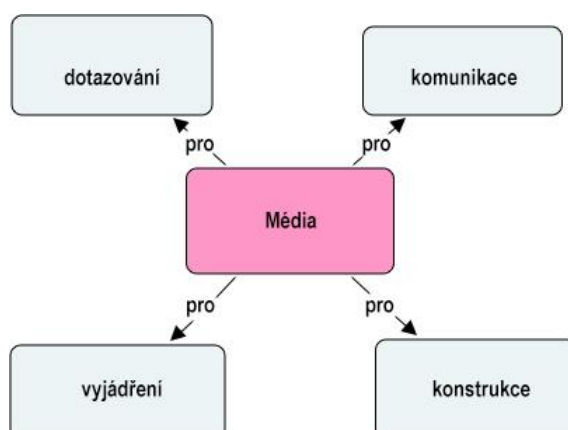 dotazování
komunikace
pro
pro
Média
pro
pro
vyjádření
konstrukce